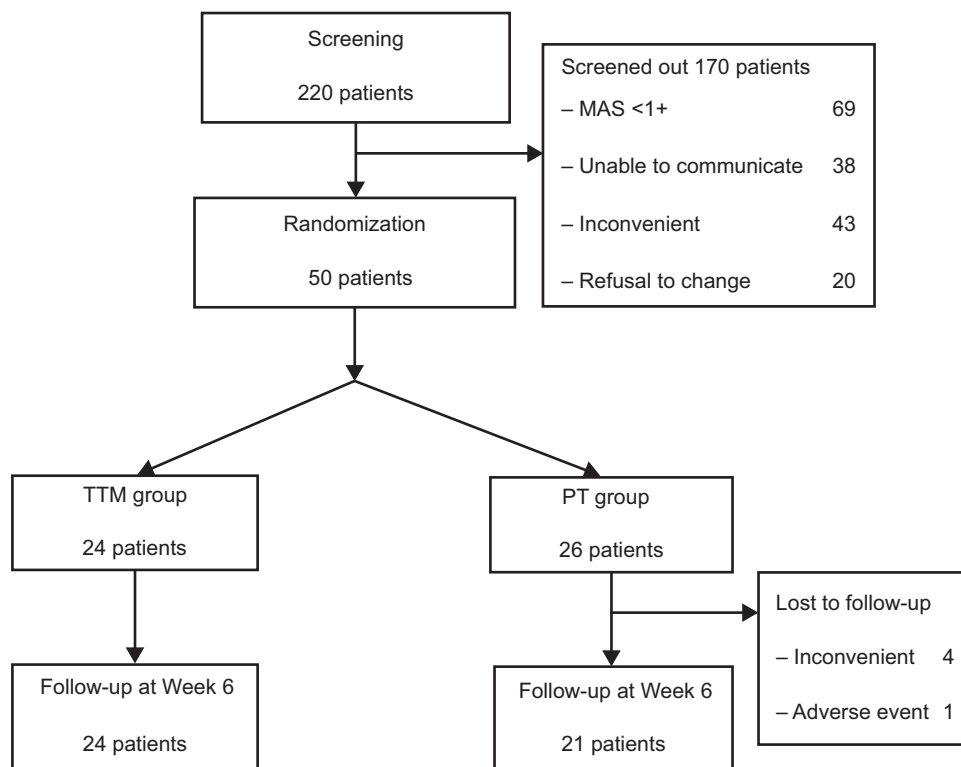 Screening
220 patients
Screened out 170 patients
– MAS <1+ 69
– Unable to communicate 38
– Inconvenient 43
– Refusal to change 20
Randomization
50 patients
TTM group
24 patients
PT group
26 patients
Lost to follow-up
– Inconvenient 4
– Adverse event 1
Follow-up at Week 6
24 patients
Follow-up at Week 6
21 patients